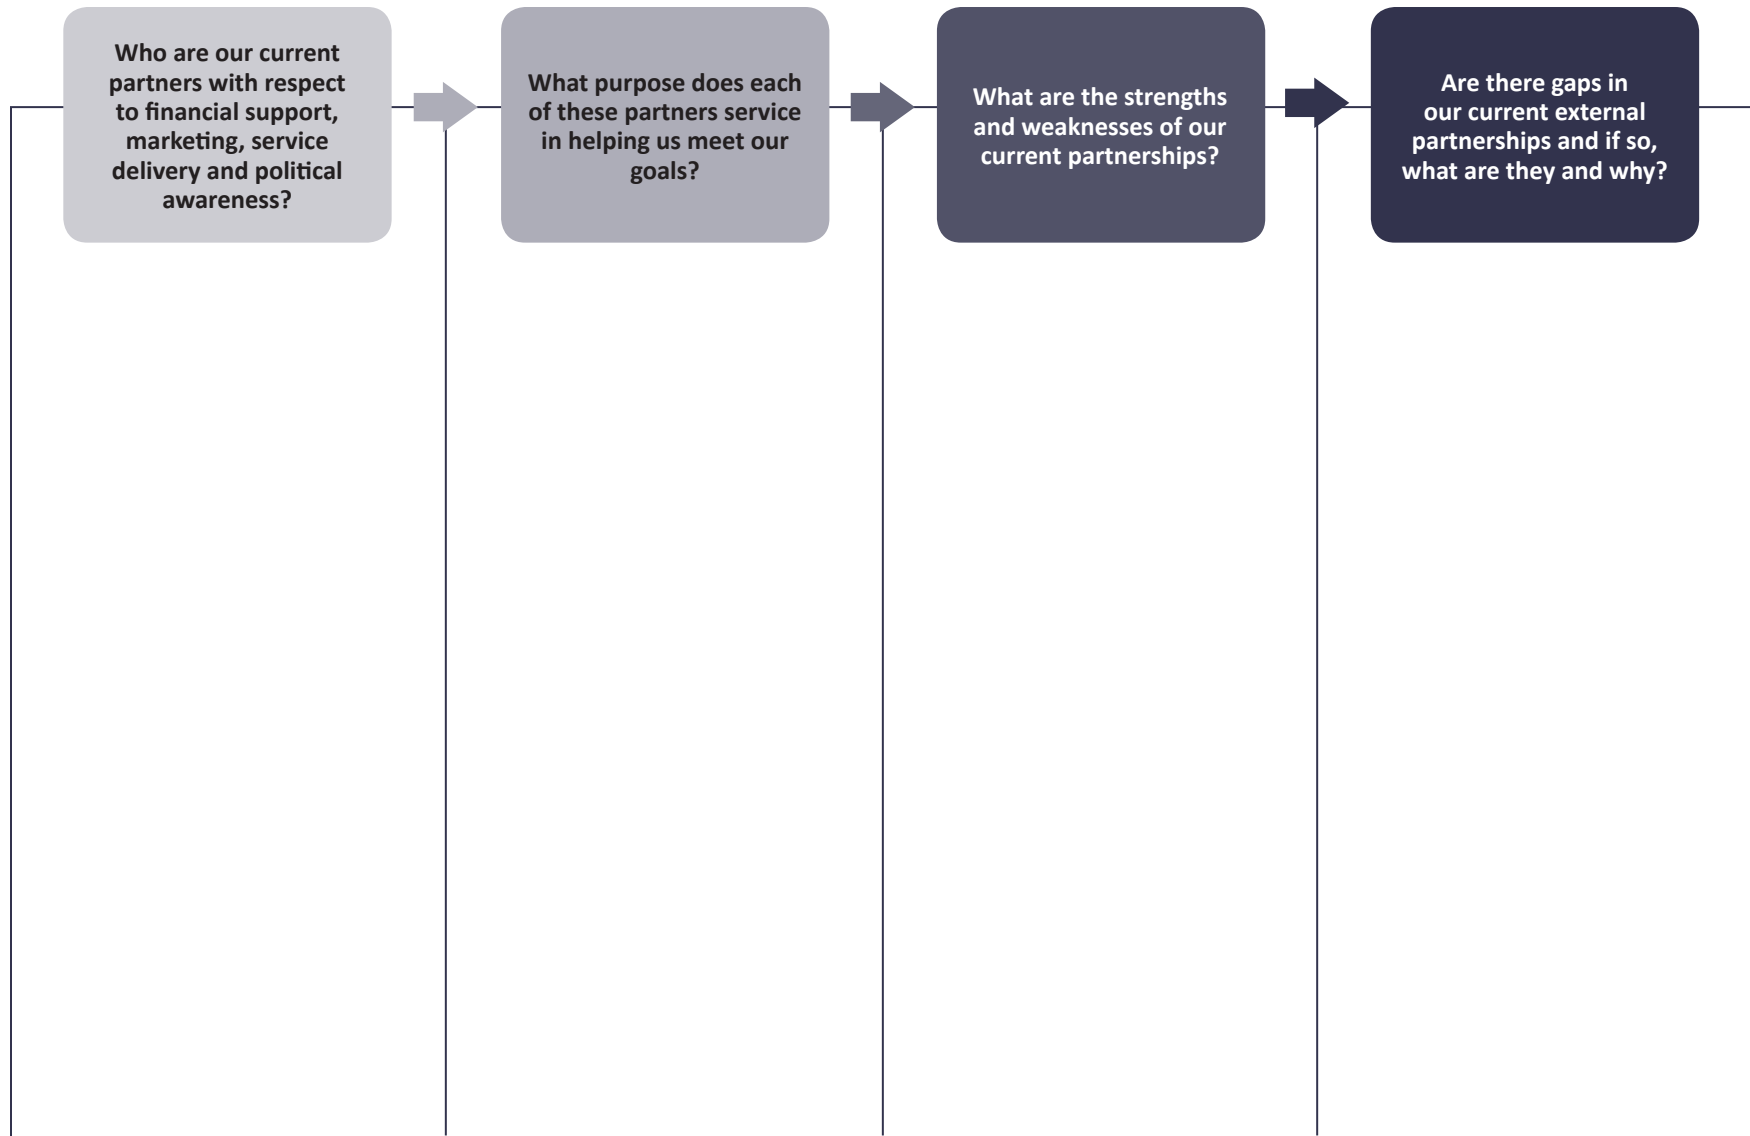 Who are our current
partners with respect
to financial support,
marketing, service
delivery and political
awareness?
What purpose does each
of these partners service
in helping us meet our
goals?
What are the strengths
and weaknesses of our
current partnerships?
Are there gaps in
our current external
partnerships and if so,
what are they and why?